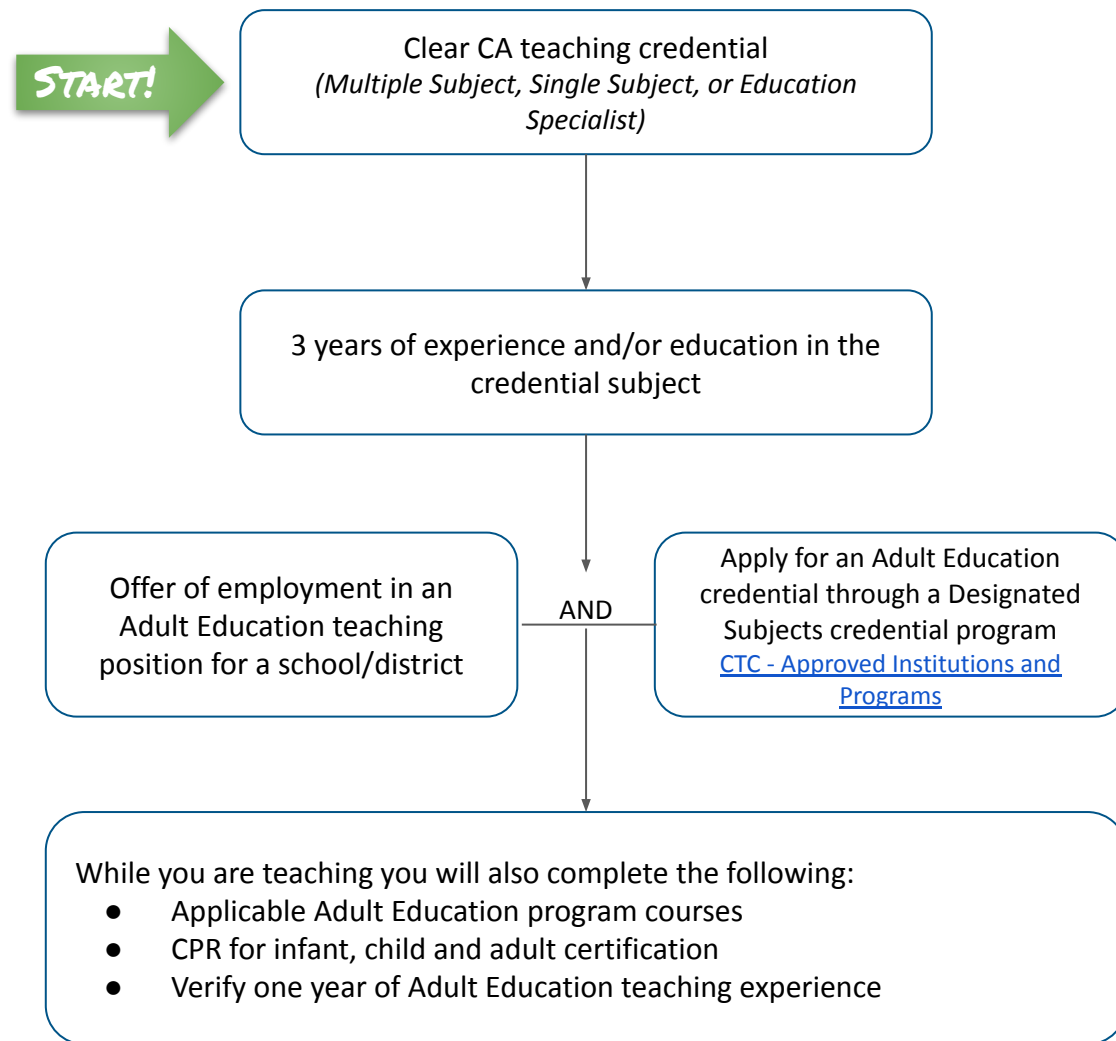 START!
Clear CA teaching credential
(Multiple Subject, Single Subject, or Education
Specialist)
3 years of experience and/or education in the
credential subject
Offer of employment in an
Adult Education teaching
position for a school/district
AND
Apply for an Adult Education
credential through a Designated
Subjects credential program
CTC - Approved Institutions and
Programs
While you are teaching you will also complete the following:
● Applicable Adult Education program courses
● CPR for infant, child and adult certification
● Verify one year of Adult Education teaching experience